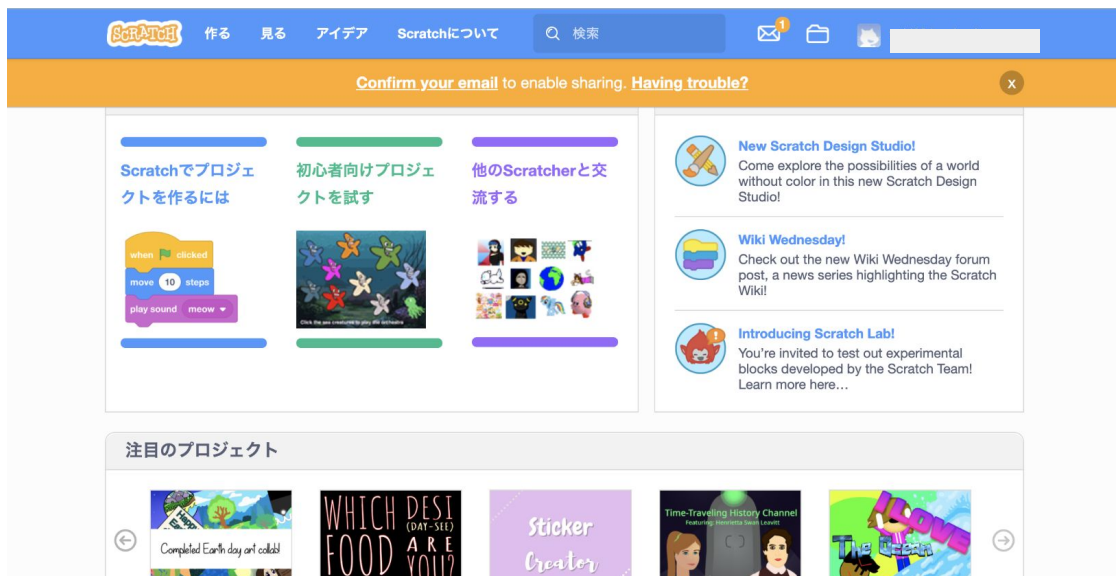 SCRATCH 作る 見る アイデア Scratchについて 検索 1
Confirm your email to enable sharing. Having trouble? x
Scratchでプロジェ
クトを作るには
when clicked
move 10 steps
play sound meow
初心者向けプロジェ
クトを試す
Click the sea creatures to play the orchestra
他のScratcherと交
流する
New Scratch Design Studio!
Come explore the possibilities of a world
without color in this new Scratch Design
Studio!
Wiki Wednesday!
Check out the new Wiki Wednesday forum
post, a news series highlighting the Scratch
Wiki!
Introducing Scratch Lab!
You're invited to test out experimental
blocks developed by the Scratch Team!
Learn more here…
注目のプロジェクト
Completed Earth day art collab!
WHICH DESI
(DAY-SEE)
FOOD ARE
YOU?
Sticker
Creator
Time-Traveling History Channel
Featuring: Henrietta Swan Leavitt
I LOVE
The Ocean